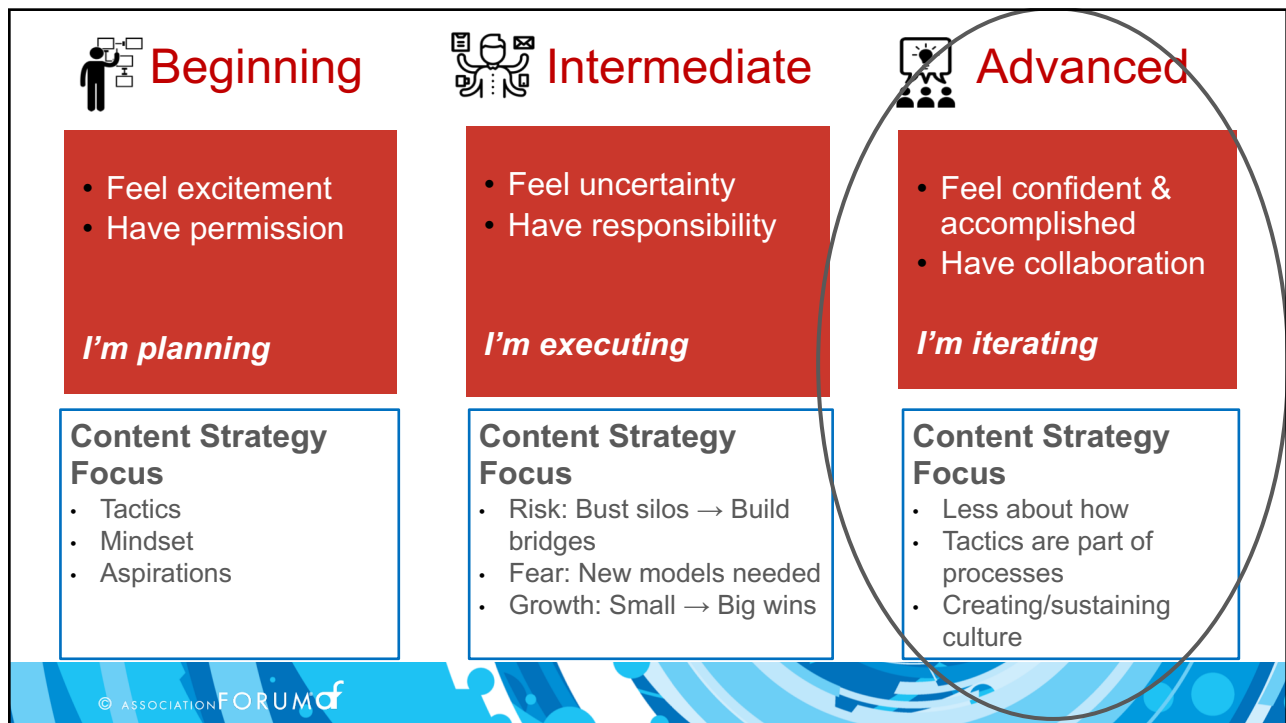 Beginning
• Feel excitement
• Have permission
I’m planning
Content Strategy
Focus
• Tactics
• Mindset
• Aspirations
Intermediate
• Feel uncertainty
• Have responsibility
I’m executing
Content Strategy
Focus
• Risk: Bust silos → Build
bridges
• Fear: New models needed
• Growth: Small → Big wins
Advanced
• Feel confident &
accomplished
• Have collaboration
I’m iterating
Content Strategy
Focus
• Less about how
• Tactics are part of
processes
• Creating/sustaining
culture
© ASSOCIATION FORUM af